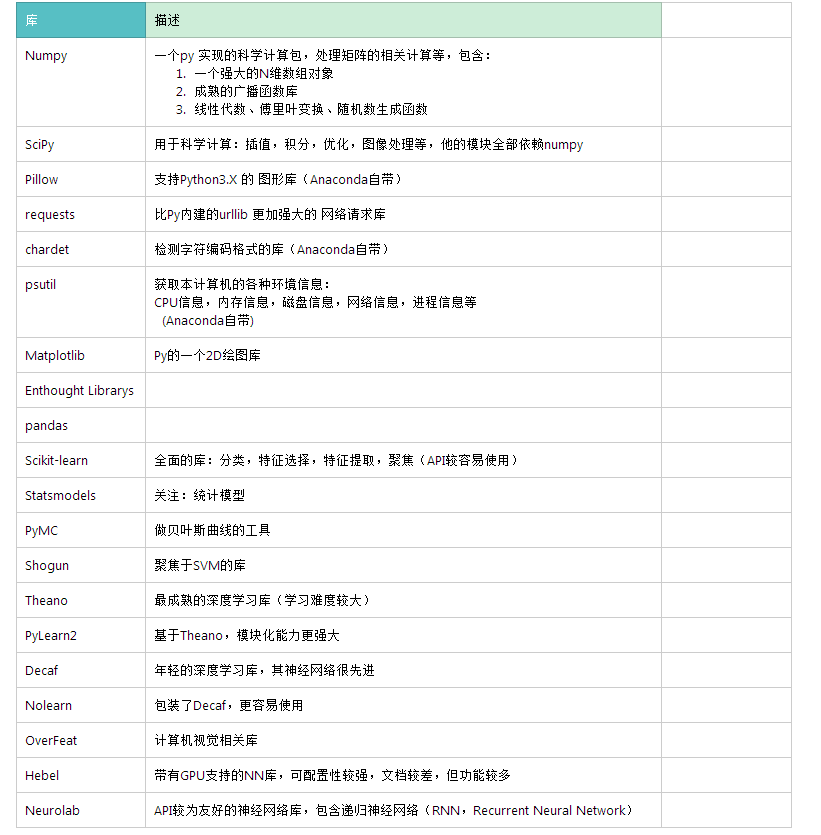 库 描述
Numpy 一个py 实现的科学计算包，处理矩阵的相关计算等，包含：
1. 一个强大的N维数组对象
2. 成熟的广播函数库
3. 线性代数、傅里叶变换、随机数生成函数
SciPy 用于科学计算：插值，积分，优化，图像处理等，他的模块全部依赖numpy
Pillow 支持Python3.X 的 图形库（Anaconda自带）
requests 比Py内建的urllib 更加强大的 网络请求库
chardet 检测字符编码格式的库（Anaconda自带）
psutil 获取本计算机的各种环境信息：
CPU信息，内存信息，磁盘信息，网络信息，进程信息等
(Anaconda自带)
Matplotlib Py的一个2D绘图库
Enthought Librarys
pandas
Scikit-learn 全面的库：分类，特征选择，特征提取，聚焦（API较容易使用）
Statsmodels 关注：统计模型
PyMC 做贝叶斯曲线的工具
Shogun 聚焦于SVM的库
Theano 最成熟的深度学习库（学习难度较大）
PyLearn2 基于Theano，模块化能力更强大
Decaf 年轻的深度学习库，其神经网络很先进
Nolearn 包装了Decaf，更容易使用
OverFeat 计算机视觉相关库
Hebel 带有GPU支持的NN库，可配置性较强，文档较差，但功能较多
Neurolab API较为友好的神经网络库，包含递归神经网络（RNN，Recurrent Neural Network）